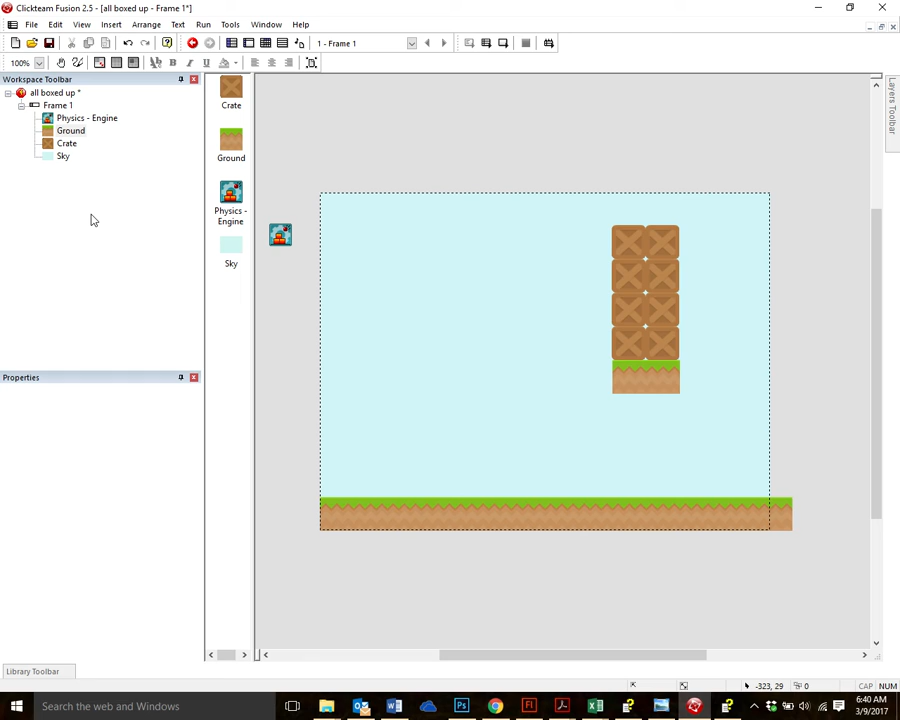 Clickteam Fusion 2.5 - [all boxed up - Frame 1*]
File Edit View Insert Arrange Text Run Tools Window Help
1 - Frame 1
100% B I U
Workspace Toolbar
all boxed up *
Frame 1
Physics - Engine
Ground
Crate
Sky
Crate
Ground
Physics -
Engine
Sky
Layers Toolbar
Properties
Library Toolbar
-323, 29 0 CAP NUM
Search the web and Windows
6:40 AM
3/9/2017